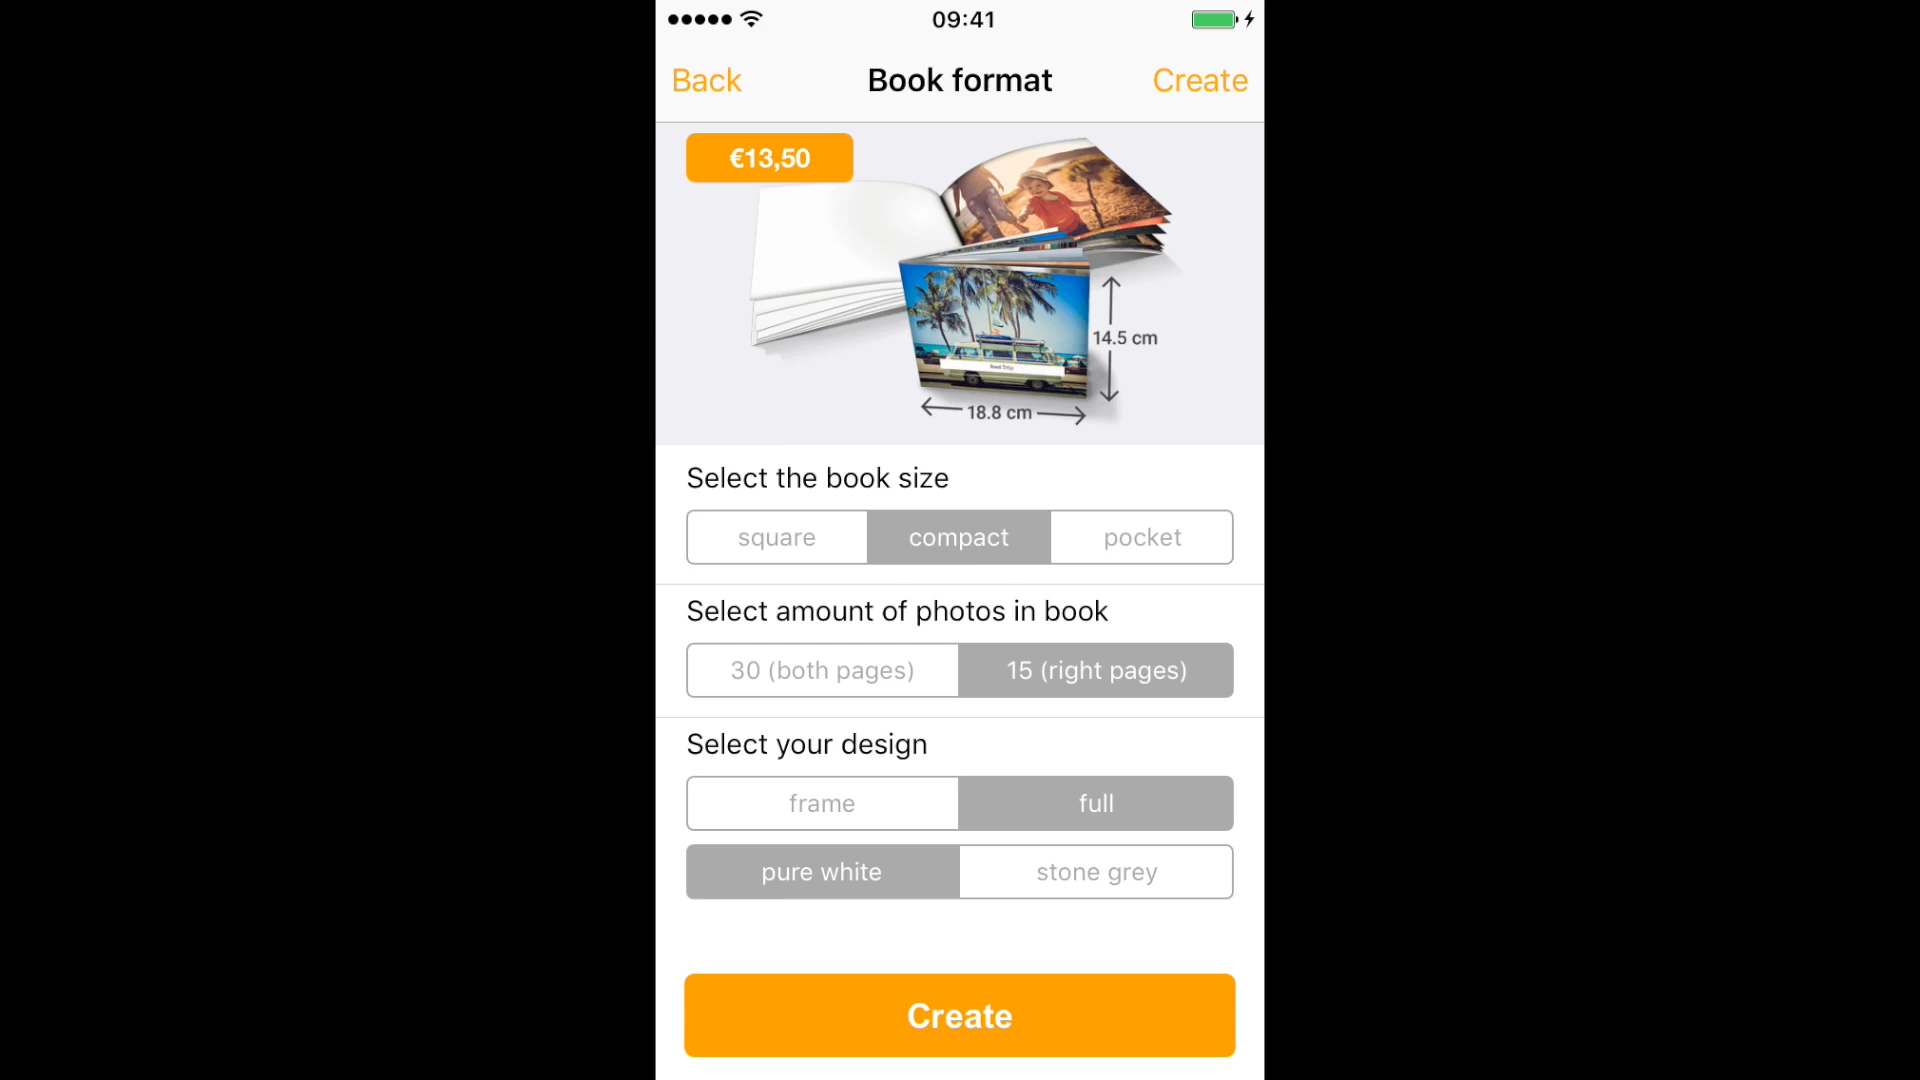 09:41
Back
Book format
Create
€13,50
14.5 cm
18.8 cm
Road Trip
Select the book size
square
compact
pocket
Select amount of photos in book
30 (both pages)
15 (right pages)
Select your design
frame
full
pure white
stone grey
Create